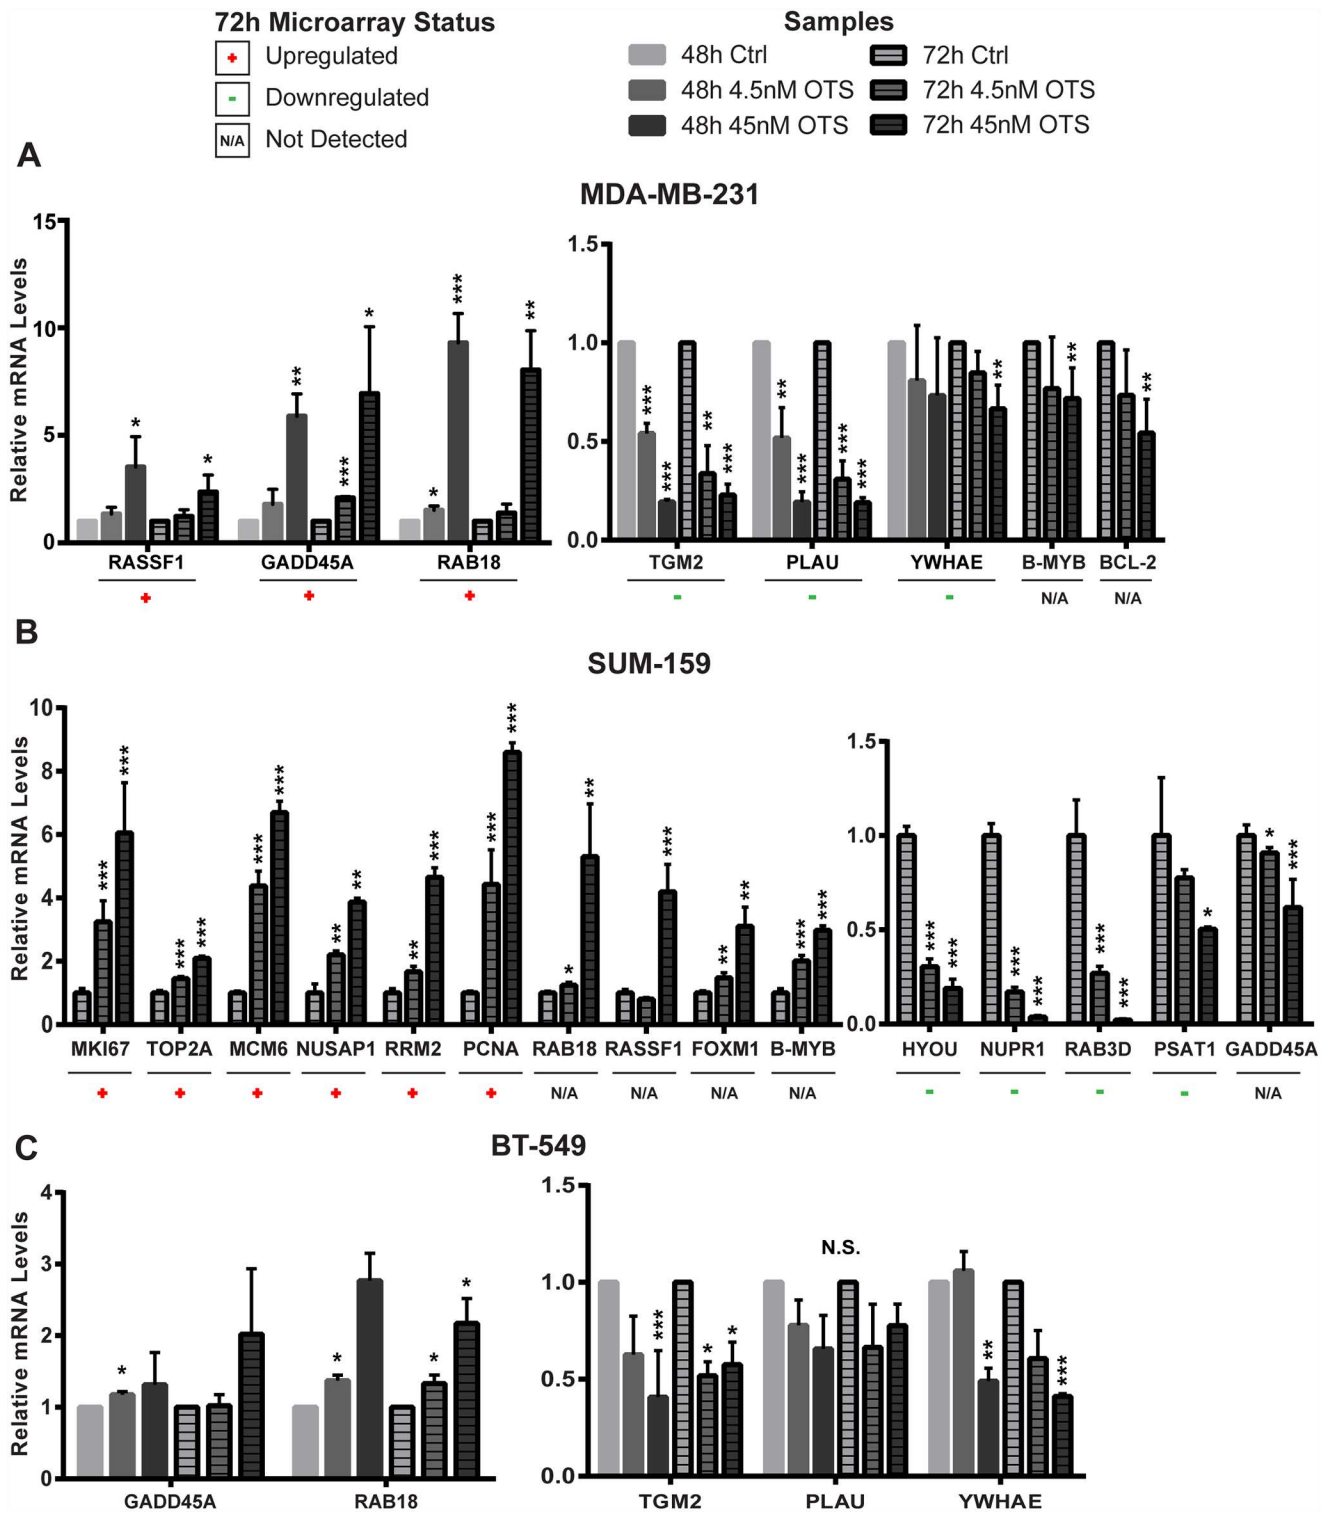 72h Microarray Status
+ Upregulated
- Downregulated
N/A Not Detected
Samples
48h Ctrl
48h 4.5nM OTS
48h 45nM OTS
72h Ctrl
72h 4.5nM OTS
72h 45nM OTS
A
MDA-MB-231
Relative mRNA Levels
15
10
5
0
* * ** *** * * *** **
RASSF1 GADD45A RAB18
+ + +
1.5
1.0
0.5
0.0
*** *** ** *** ** *** *** *** ** ** **
TGM2 PLAU YWHAE B-MYB BCL-2
- - - N/A N/A
B
SUM-159
Relative mRNA Levels
10
8
6
4
2
0
*** *** *** *** *** *** ** ** ** *** *** *** * ** *** ** ** *** ***
MKI67 TOP2A MCM6 NUSAP1 RRM2 PCNA RAB18 RASSF1 FOXM1 B-MYB
+ + + + + + N/A N/A N/A N/A
1.5
1.0
0.5
0.0
*** *** *** *** *** *** * * ***
HYOU NUPR1 RAB3D PSAT1 GADD45A
- - - - N/A
C
BT-549
Relative mRNA Levels
4
3
2
1
0
* * * *
GADD45A RAB18
1.5
1.0
0.5
0.0
*** * * N.S. ** ***
TGM2 PLAU YWHAE